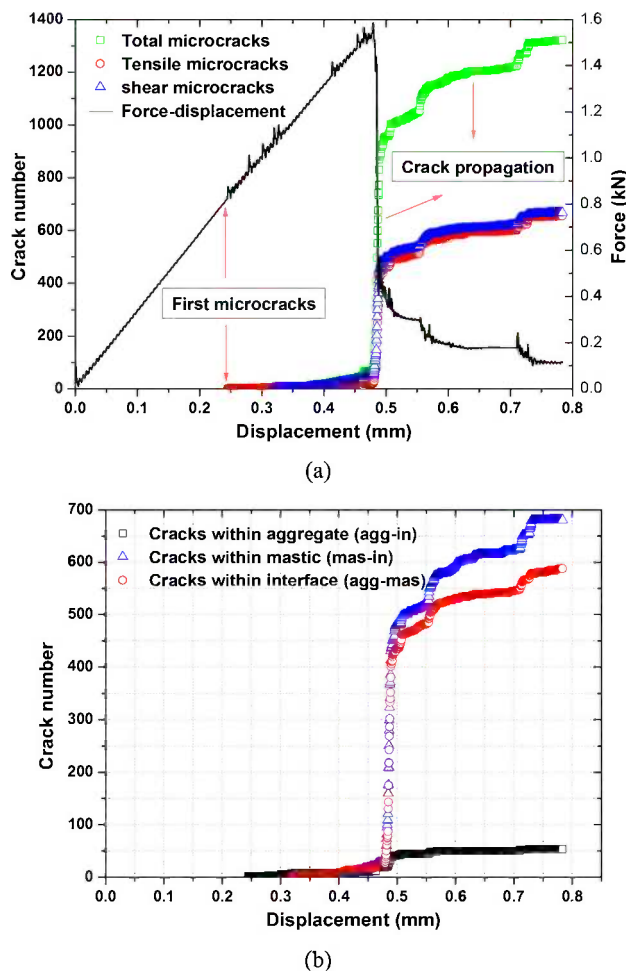 1400
1200
1000
800
600
400
200
0
Crack number
Total microcracks
Tensile microcracks
shear microcracks
Force-displacement
Crack propagation
First microcracks
1.6
1.4
1.2
1.0
0.8
0.6
0.4
0.2
0.0
Force (kN)
0.0 0.1 0.2 0.3 0.4 0.5 0.6 0.7 0.8
Displacement (mm)
(a)
700
600
500
400
300
200
150
100
50
0
Crack number
Cracks within aggregate (agg-in)
Cracks within mastic (mas-in)
Cracks within interface (agg-mas)
0.0 0.1 0.2 0.3 0.4 0.5 0.6 0.7 0.8
Displacement (mm)
(b)